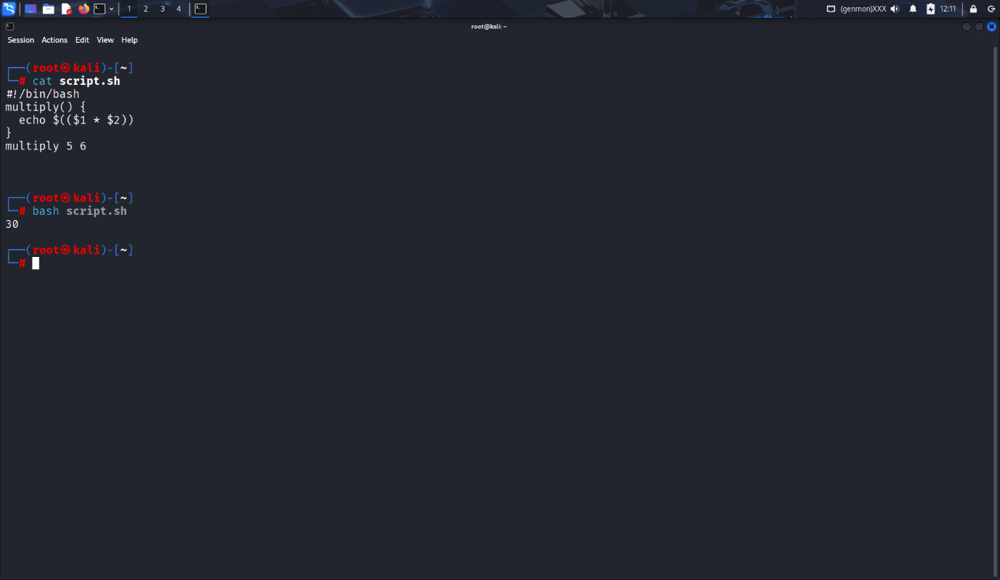 1 2 3 4 (genmon)XXX 12:11
root@kali: ~
Session Actions Edit View Help
┌──(root㉿kali)-[~]
└─# cat script.sh
#!/bin/bash
multiply() {
  echo $(($1 * $2))
}
multiply 5 6
┌──(root㉿kali)-[~]
└─# bash script.sh
30
┌──(root㉿kali)-[~]
└─#